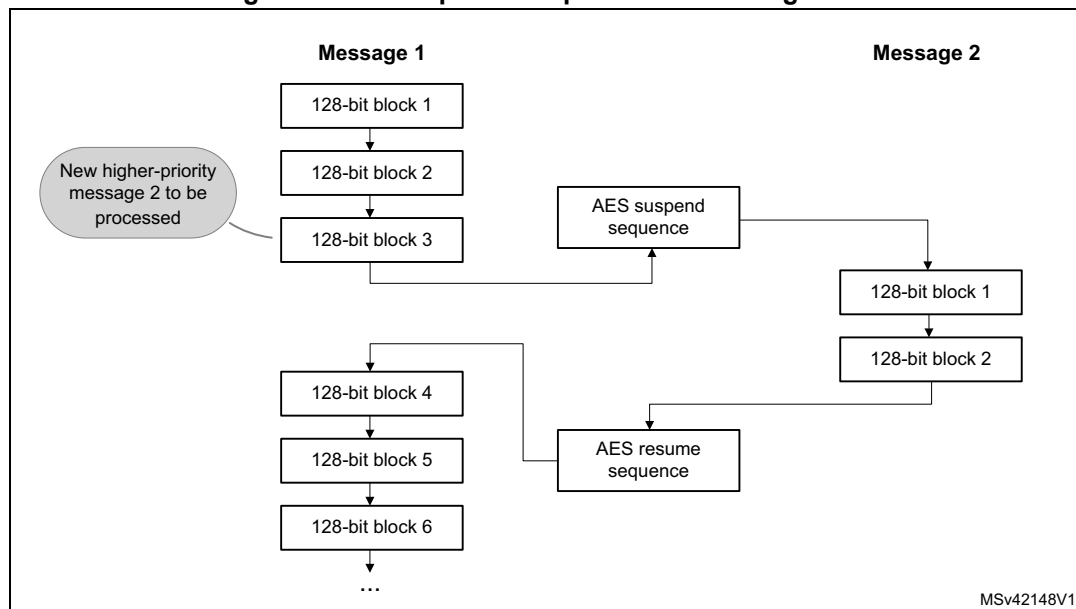 Message 1
Message 2
128-bit block 1
128-bit block 2
128-bit block 3
New higher-priority
message 2 to be
processed
AES suspend
sequence
128-bit block 1
128-bit block 2
AES resume
sequence
128-bit block 4
128-bit block 5
128-bit block 6
...
MSv42148V1